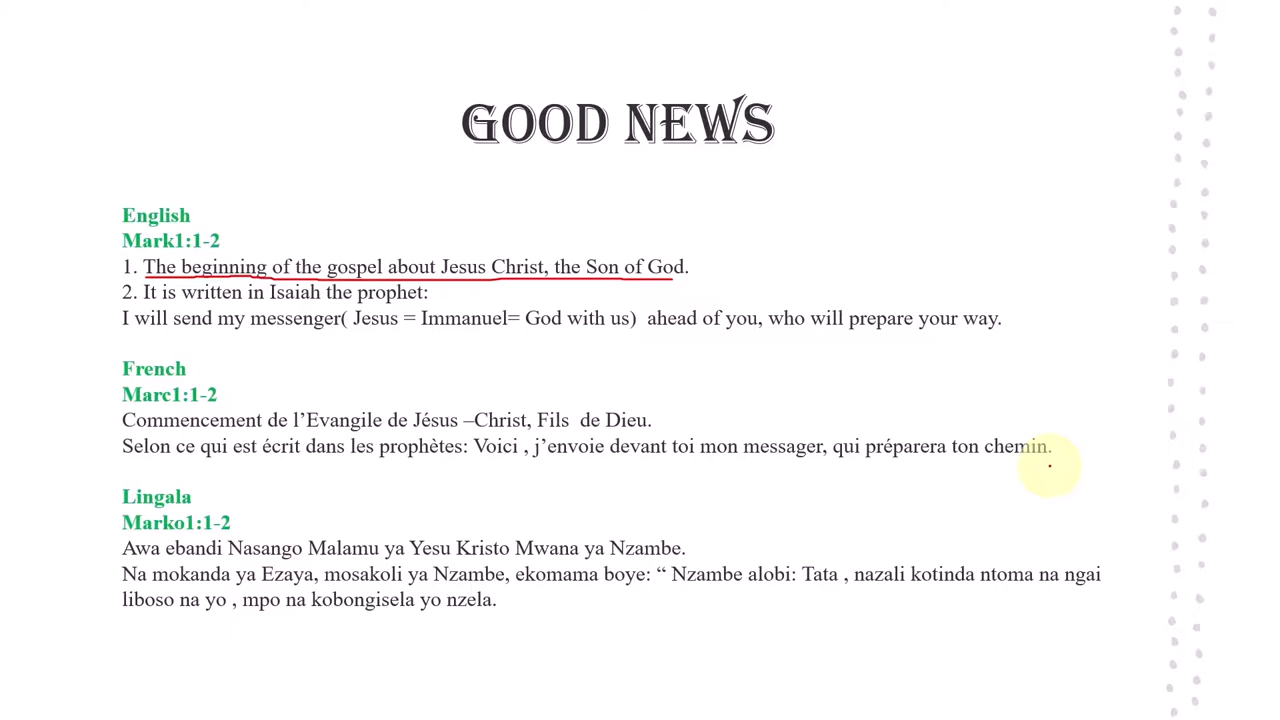 GOOD NEWS
English
Mark1:1-2
1. The beginning of the gospel about Jesus Christ, the Son of God.
2. It is written in Isaiah the prophet:
I will send my messenger( Jesus = Immanuel= God with us)  ahead of you, who will prepare your way.
French
Marc1:1-2
Commencement de l’Evangile de Jésus –Christ, Fils  de Dieu.
Selon ce qui est écrit dans les prophètes: Voici , j’envoie devant toi mon messager, qui préparera ton chemin.
Lingala
Marko1:1-2
Awa ebandi Nasango Malamu ya Yesu Kristo Mwana ya Nzambe.
Na mokanda ya Ezaya, mosakoli ya Nzambe, ekomama boye: “ Nzambe alobi: Tata , nazali kotinda ntoma na ngai
liboso na yo , mpo na kobongisela yo nzela.